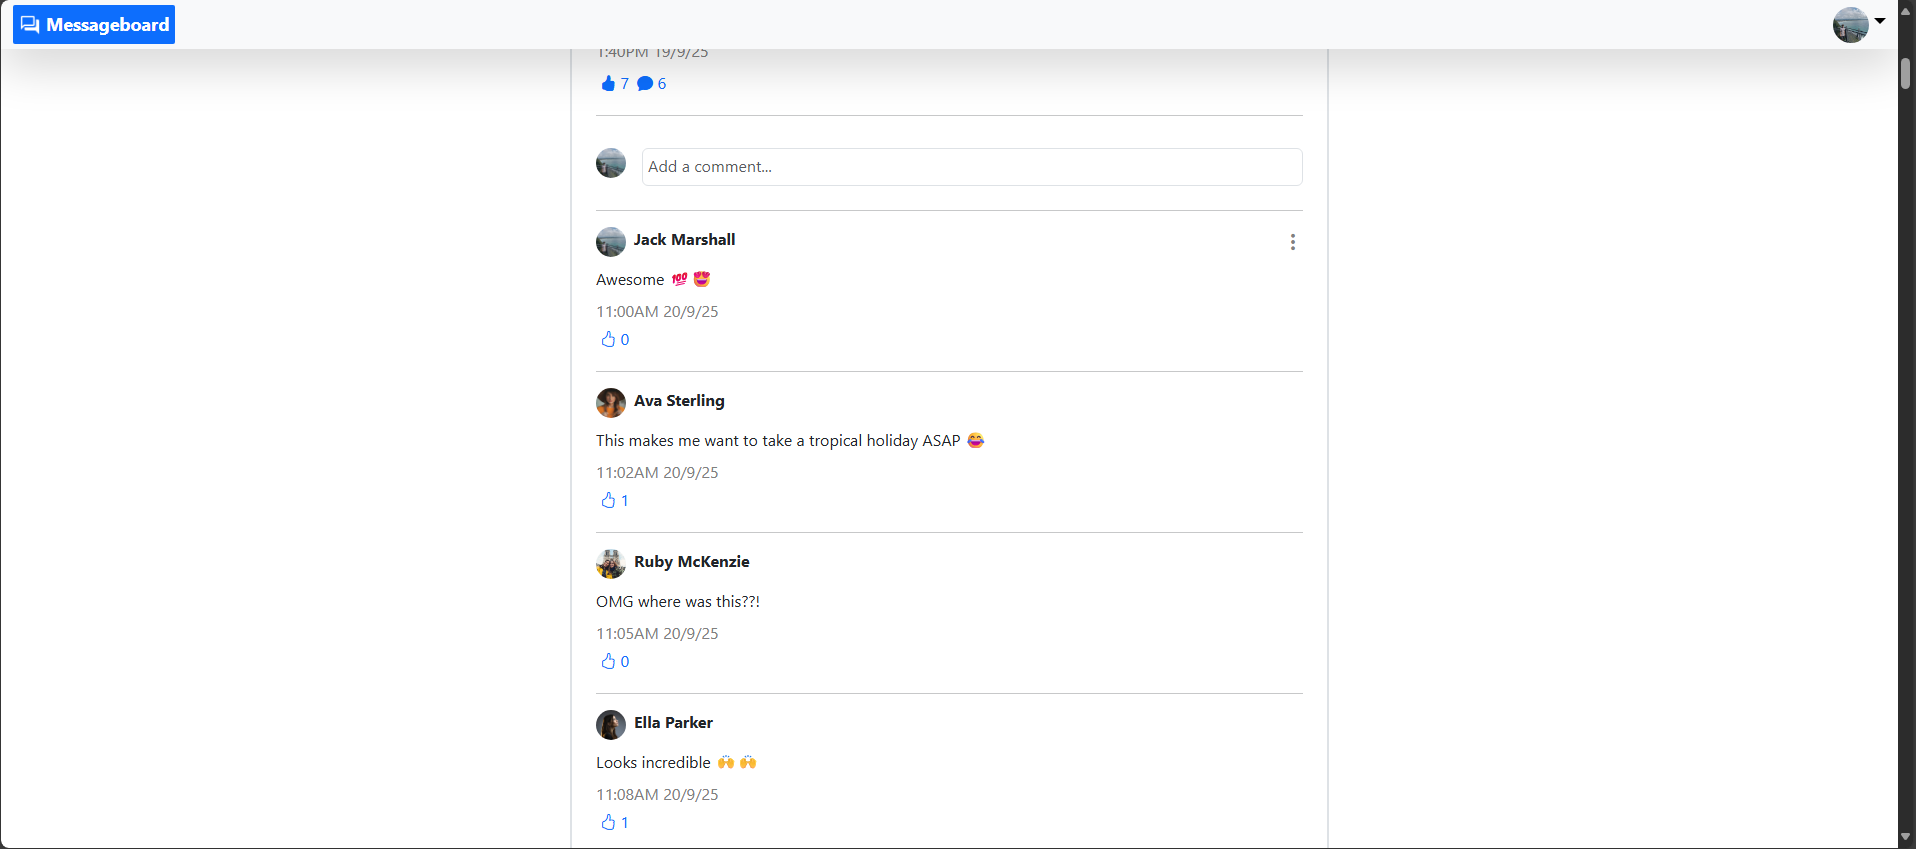 Messageboard
1:40PM 19/9/25
7 6
Add a comment...
Jack Marshall
Awesome 💯 😍
11:00AM 20/9/25
0
Ava Sterling
This makes me want to take a tropical holiday ASAP 😂
11:02AM 20/9/25
1
Ruby McKenzie
OMG where was this??!
11:05AM 20/9/25
0
Ella Parker
Looks incredible 🙌 🙌
11:08AM 20/9/25
1